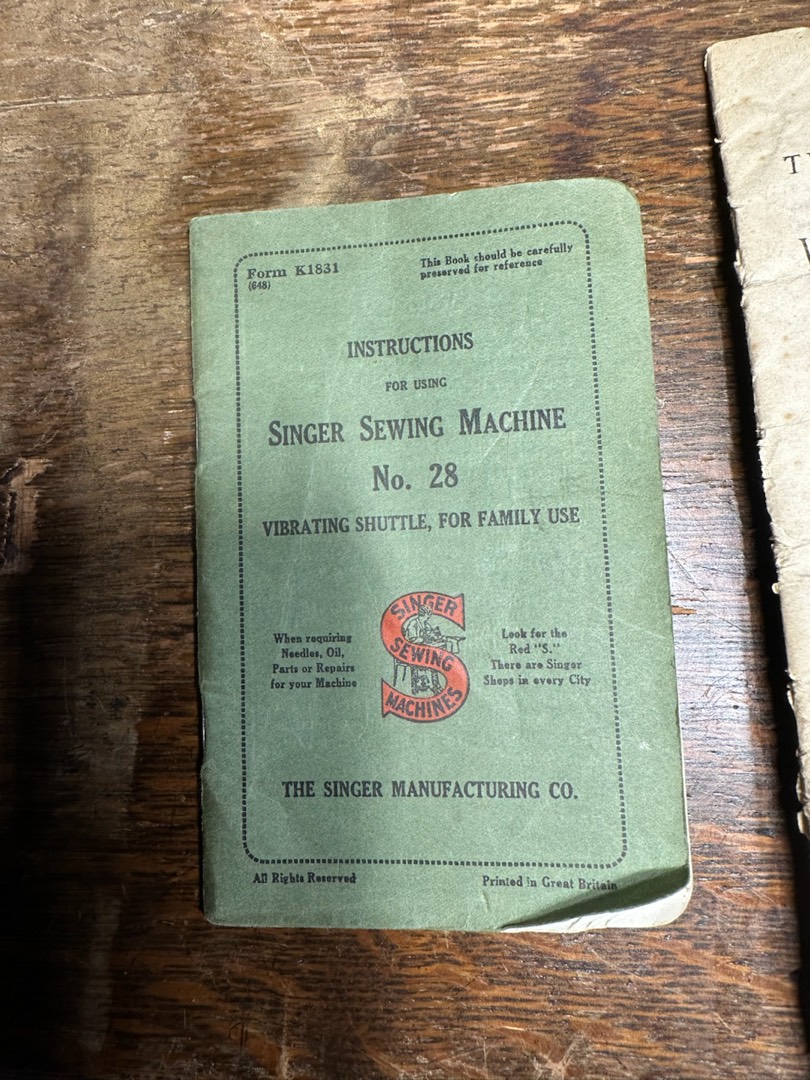 Form K1831
(648)
This Book should be carefully
preserved for reference
INSTRUCTIONS
FOR USING
SINGER SEWING MACHINE
No. 28
VIBRATING SHUTTLE, FOR FAMILY USE
When requiring
Needles, Oil,
Parts or Repairs
for your Machine
SINGER
SEWING
MACHINES
Look for the
Red "S."
There are Singer
Shops in every City
THE SINGER MANUFACTURING CO.
All Rights Reserved
Printed in Great Britain